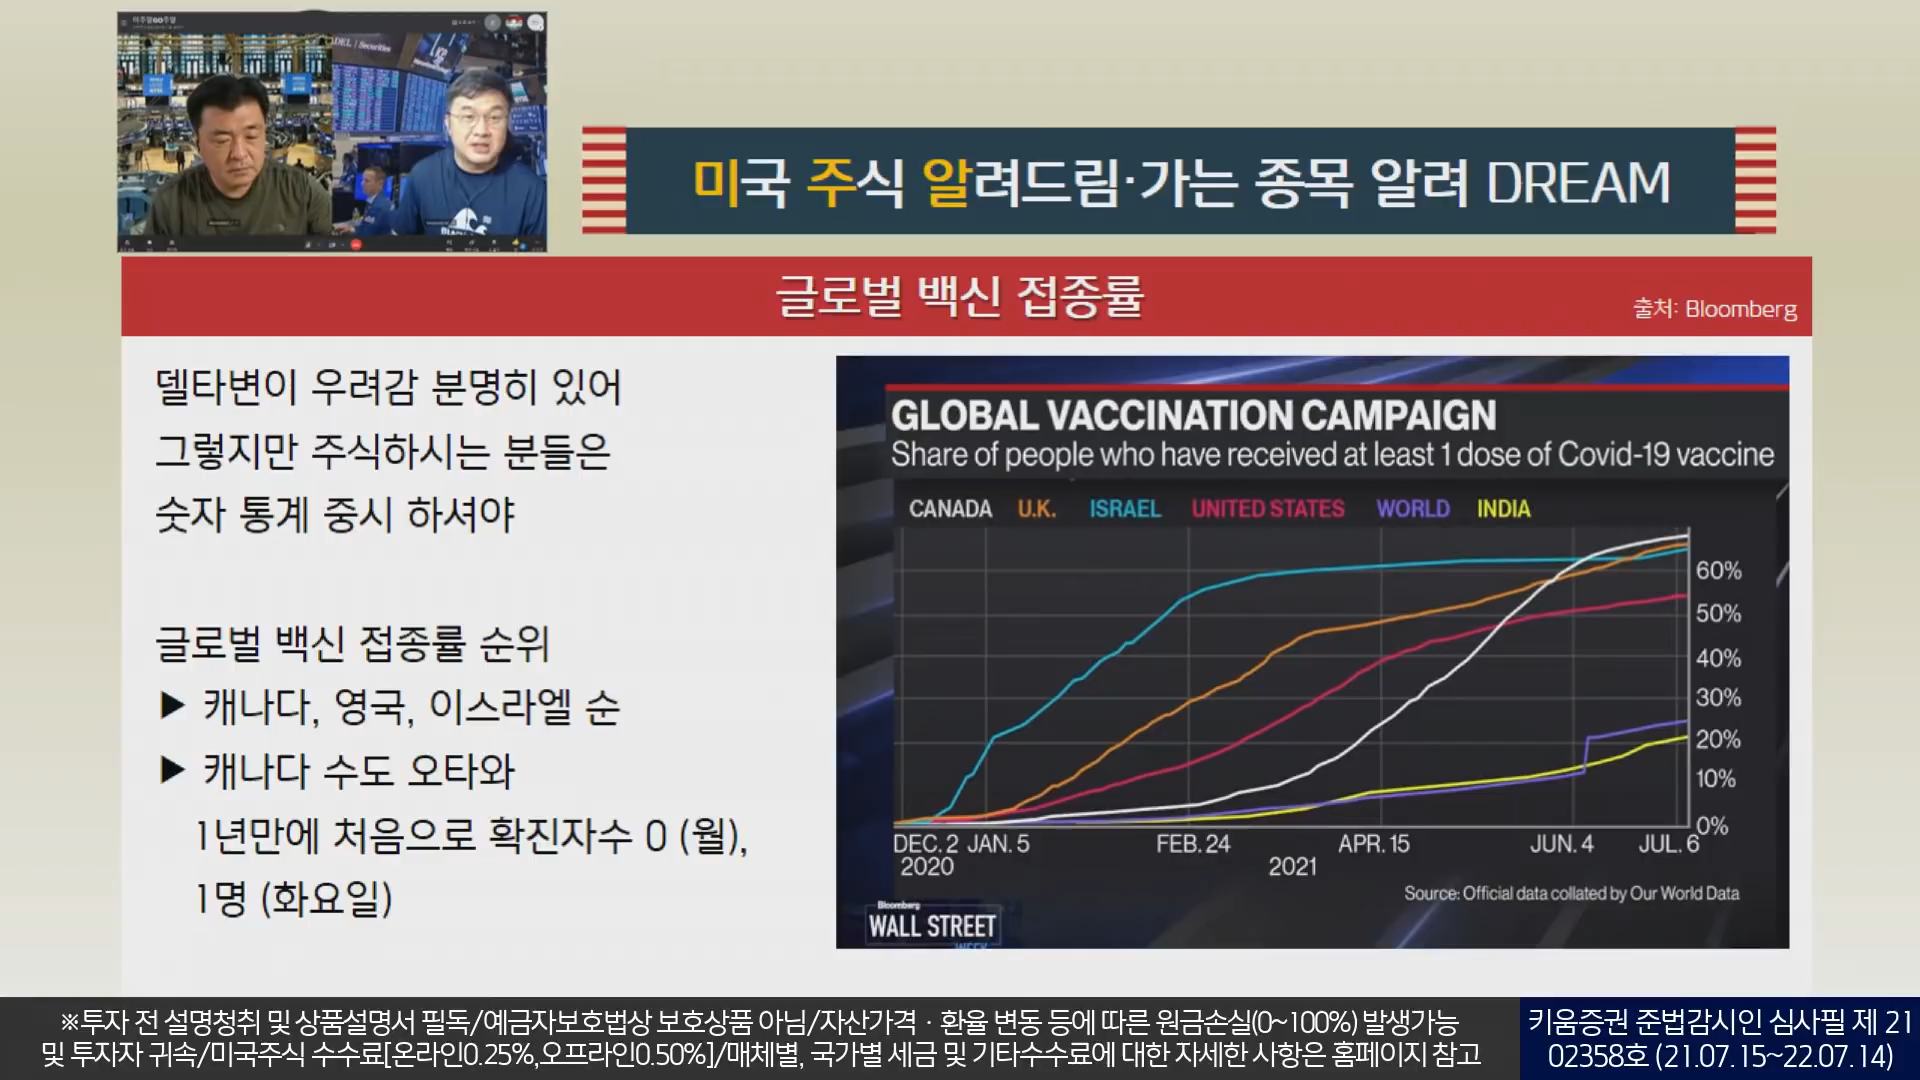 미주알GO주알
ADEL | Securities
미국 주식 알려드림·가는 종목 알려 DREAM
글로벌 백신 접종률
출처: Bloomberg
델타변이 우려감 분명히 있어
그렇지만 주식하시는 분들은
숫자 통계 중시 하셔야
글로벌 백신 접종률 순위
▶ 캐나다, 영국, 이스라엘 순
▶ 캐나다 수도 오타와
1년만에 처음으로 확진자수 0 (월),
1명 (화요일)
GLOBAL VACCINATION CAMPAIGN
Share of people who have received at least 1 dose of Covid-19 vaccine
CANADA U.K. ISRAEL UNITED STATES WORLD INDIA
60%
50%
40%
30%
20%
10%
0%
DEC. 2 JAN. 5 FEB. 24 APR. 15 JUN. 4 JUL. 6
2020 2021
Source: Official data collated by Our World Data
Bloomberg
WALL STREET
WEEK
※투자 전 설명청취 및 상품설명서 필독/예금자보호법상 보호상품 아님/자산가격 · 환율 변동 등에 따른 원금손실(0~100%) 발생가능
및 투자자 귀속/미국주식 수수료[온라인0.25%,오프라인0.50%]/매체별, 국가별 세금 및 기타수수료에 대한 자세한 사항은 홈페이지 참고
키움증권 준법감시인 심사필 제 21
02358호 (21.07.15~22.07.14)